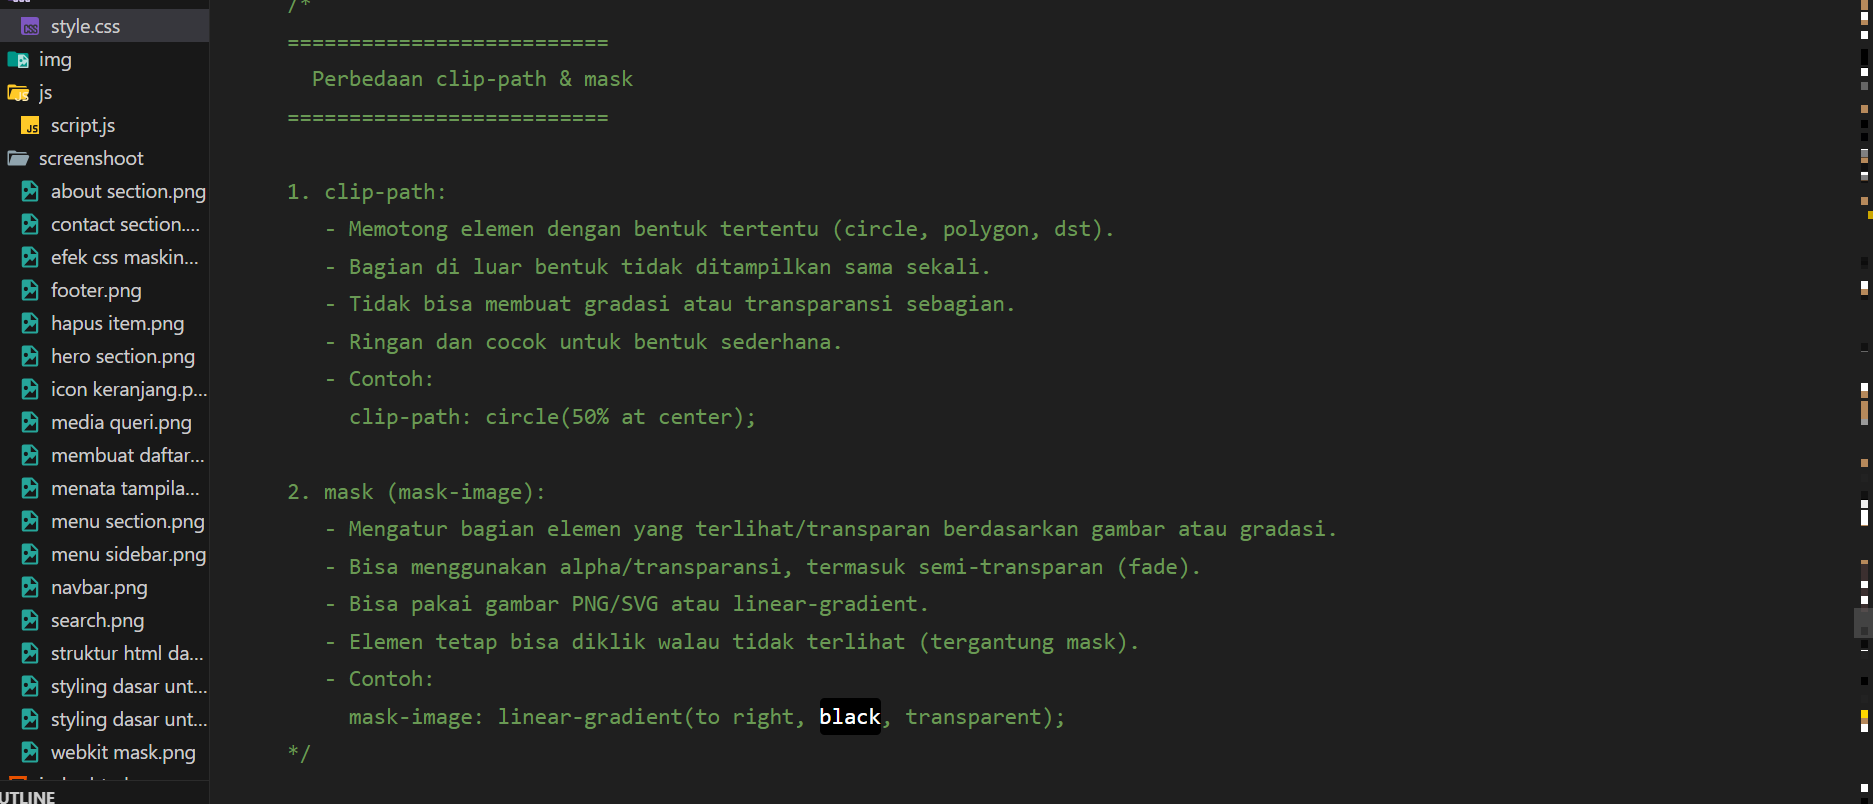 style.css
img
js
script.js
screenshoot
about section.png
contact section....
efek css maskin...
footer.png
hapus item.png
hero section.png
icon keranjang.p...
media queri.png
membuat daftar...
menata tampila...
menu section.png
menu sidebar.png
navbar.png
search.png
struktur html da...
styling dasar unt...
styling dasar unt...
webkit mask.png
UTLINE
/*
==========================
Perbedaan clip-path & mask
==========================
1. clip-path:
- Memotong elemen dengan bentuk tertentu (circle, polygon, dst).
- Bagian di luar bentuk tidak ditampilkan sama sekali.
- Tidak bisa membuat gradasi atau transparansi sebagian.
- Ringan dan cocok untuk bentuk sederhana.
- Contoh:
clip-path: circle(50% at center);
2. mask (mask-image):
- Mengatur bagian elemen yang terlihat/transparan berdasarkan gambar atau gradasi.
- Bisa menggunakan alpha/transparansi, termasuk semi-transparan (fade).
- Bisa pakai gambar PNG/SVG atau linear-gradient.
- Elemen tetap bisa diklik walau tidak terlihat (tergantung mask).
- Contoh:
mask-image: linear-gradient(to right, black, transparent);
*/